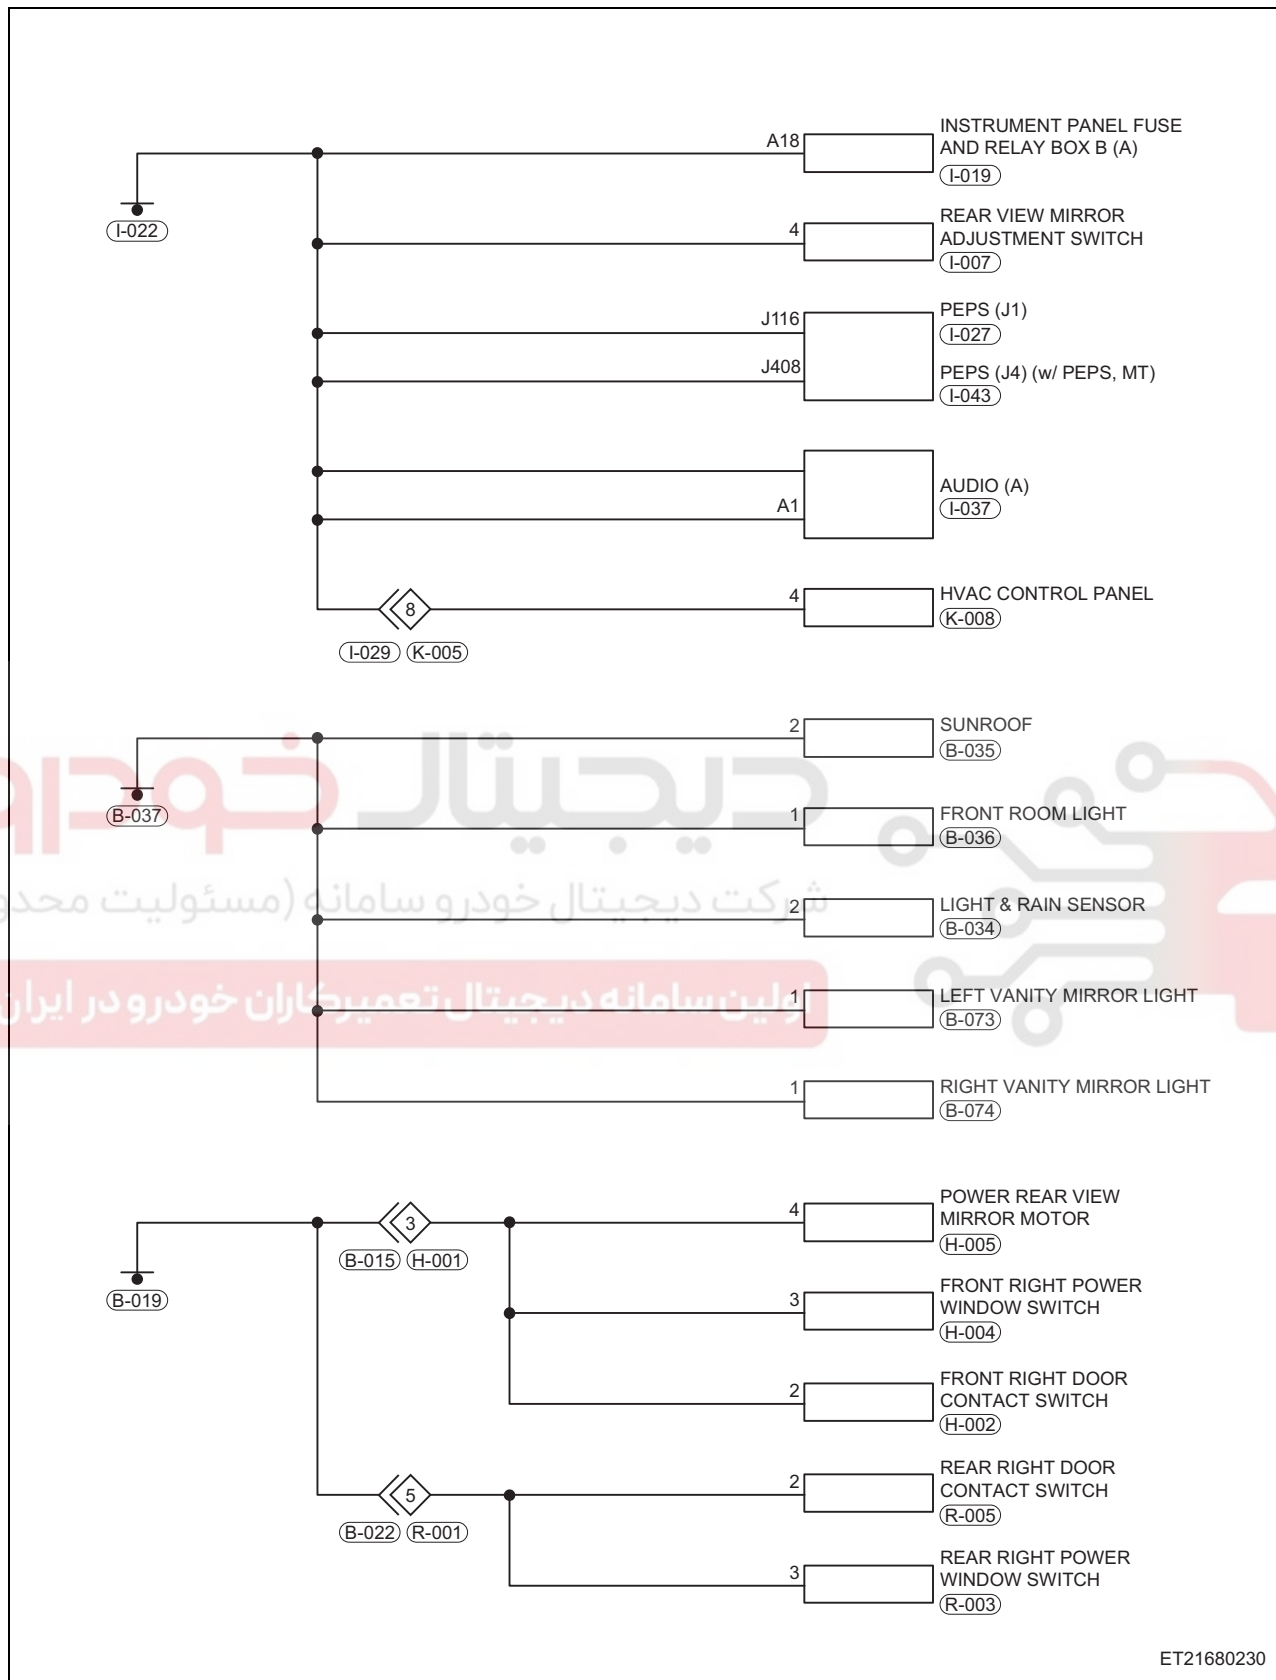 A18
INSTRUMENT PANEL FUSE
AND RELAY BOX B (A)
I-019
I-022
4
REAR VIEW MIRROR
ADJUSTMENT SWITCH
I-007
J116
PEPS (J1)
I-027
J408
PEPS (J4) (w/ PEPS, MT)
I-043
A1
AUDIO (A)
I-037
8
4
HVAC CONTROL PANEL
K-008
I-029 K-005
2
SUNROOF
B-035
B-037
دیجیتال خودرو
1
FRONT ROOM LIGHT
B-036
شرکت دیجیتال خودرو سامانه (مسئولیت
2
LIGHT & RAIN SENSOR
B-034
اولین سامانه دیجیتال تعمیرکاران خودرو در ایران
1
LEFT VANITY MIRROR LIGHT
B-073
1
RIGHT VANITY MIRROR LIGHT
B-074
3
4
POWER REAR VIEW
MIRROR MOTOR
H-005
B-015 H-001
B-019
3
FRONT RIGHT POWER
WINDOW SWITCH
H-004
2
FRONT RIGHT DOOR
CONTACT SWITCH
H-002
5
2
REAR RIGHT DOOR
CONTACT SWITCH
R-005
B-022 R-001
3
REAR RIGHT POWER
WINDOW SWITCH
R-003
ET21680230